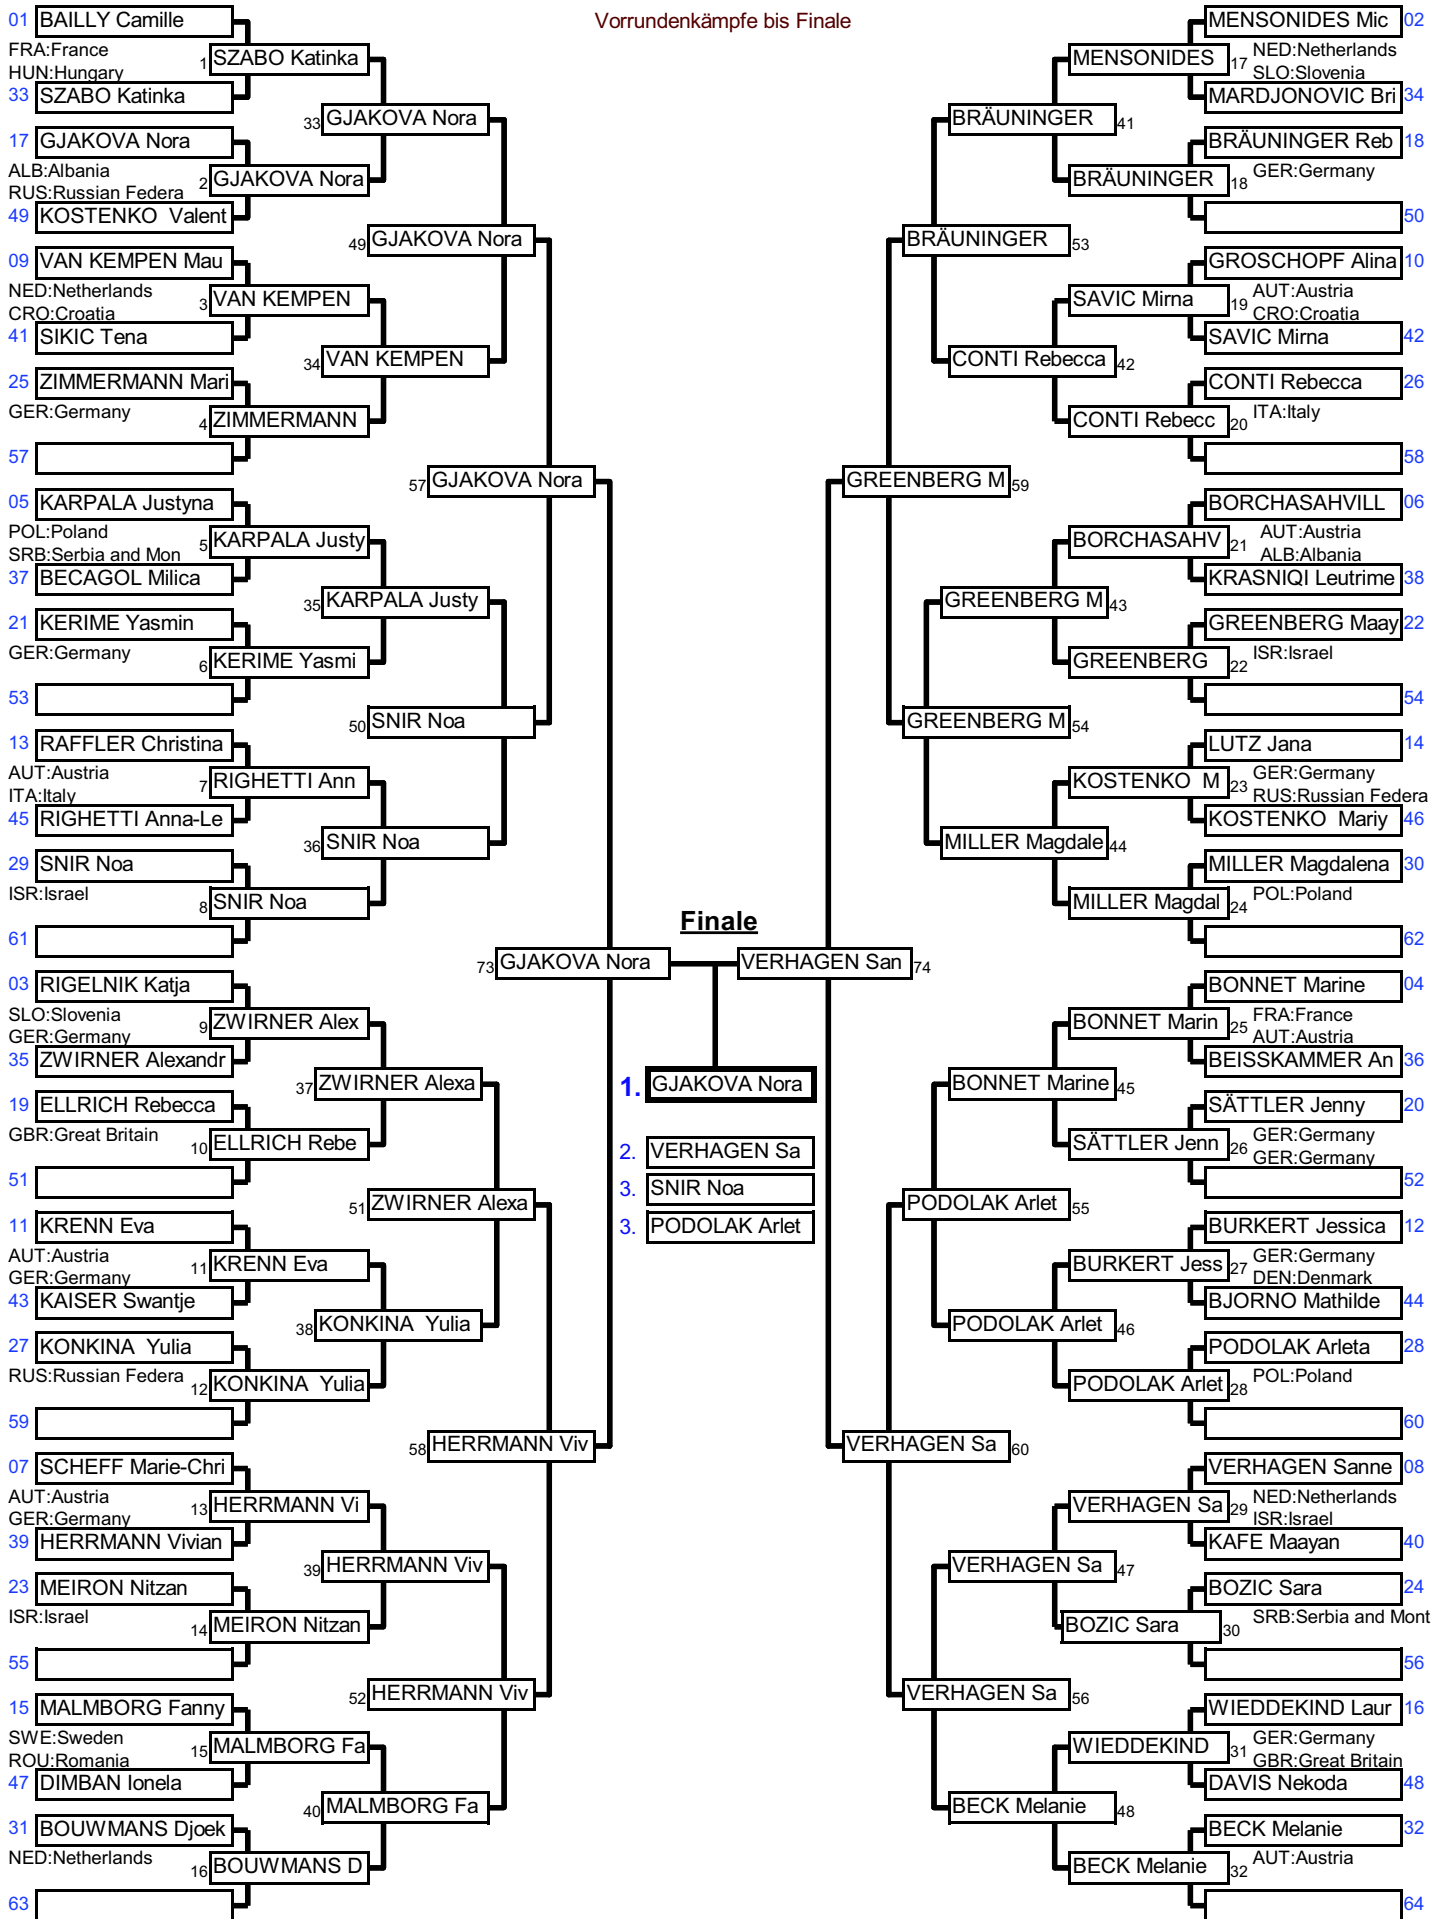 Vorrundenkämpfe bis Finale
01 BAILLY Camille
FRA:France
HUN:Hungary
1 SZABO Katinka
33 SZABO Katinka
33 GJAKOVA Nora
17 GJAKOVA Nora
ALB:Albania
RUS:Russian Federa
2 GJAKOVA Nora
49 KOSTENKO Valent
49 GJAKOVA Nora
09 VAN KEMPEN Mau
NED:Netherlands
CRO:Croatia
3 VAN KEMPEN
41 SIKIC Tena
34 VAN KEMPEN
25 ZIMMERMANN Mari
GER:Germany
4 ZIMMERMANN
57
57 GJAKOVA Nora
05 KARPALA Justyna
POL:Poland
SRB:Serbia and Mon
5 KARPALA Justy
37 BECAGOL Milica
35 KARPALA Justy
21 KERIME Yasmin
GER:Germany
6 KERIME Yasmi
53
50 SNIR Noa
13 RAFFLER Christina
AUT:Austria
ITA:Italy
7 RIGHETTI Ann
45 RIGHETTI Anna-Le
36 SNIR Noa
29 SNIR Noa
ISR:Israel
8 SNIR Noa
61
73 GJAKOVA Nora
03 RIGELNIK Katja
SLO:Slovenia
GER:Germany
9 ZWIRNER Alex
35 ZWIRNER Alexandr
37 ZWIRNER Alexa
19 ELLRICH Rebecca
GBR:Great Britain
10 ELLRICH Rebe
51
51 ZWIRNER Alexa
11 KRENN Eva
AUT:Austria
GER:Germany
11 KRENN Eva
43 KAISER Swantje
38 KONKINA Yulia
27 KONKINA Yulia
RUS:Russian Federa
12 KONKINA Yulia
59
58 HERRMANN Viv
07 SCHEFF Marie-Chri
AUT:Austria
GER:Germany
13 HERRMANN Vi
39 HERRMANN Vivian
39 HERRMANN Viv
23 MEIRON Nitzan
ISR:Israel
14 MEIRON Nitzan
55
52 HERRMANN Viv
15 MALMBORG Fanny
SWE:Sweden
ROU:Romania
15 MALMBORG Fa
47 DIMBAN Ionela
40 MALMBORG Fa
31 BOUWMANS Djoek
NED:Netherlands
16 BOUWMANS D
63
Finale
VERHAGEN San 74
1. GJAKOVA Nora
2. VERHAGEN Sa
3. SNIR Noa
3. PODOLAK Arlet
MENSONIDES Mic 02
MENSONIDES 17
NED:Netherlands
SLO:Slovenia
MARDJONOVIC Bri 34
BRÄUNINGER 41
BRÄUNINGER Reb 18
BRÄUNINGER 18
GER:Germany
50
BRÄUNINGER 53
GROSCHOPF Alina 10
SAVIC Mirna 19
AUT:Austria
CRO:Croatia
SAVIC Mirna 42
CONTI Rebecca 42
CONTI Rebecca 26
CONTI Rebecc 20
ITA:Italy
58
GREENBERG M 59
BORCHASAHVILL 06
BORCHASAHV 21
AUT:Austria
ALB:Albania
KRASNIQI Leutrime 38
GREENBERG M 43
GREENBERG Maay 22
GREENBERG 22
ISR:Israel
54
GREENBERG M 54
LUTZ Jana 14
KOSTENKO M 23
GER:Germany
RUS:Russian Federa
KOSTENKO Mariy 46
MILLER Magdale 44
MILLER Magdalena 30
MILLER Magdal 24
POL:Poland
62
BONNET Marine 04
BONNET Marin 25
FRA:France
AUT:Austria
BEISSKAMMER An 36
BONNET Marine 45
SÄTTLER Jenny 20
SÄTTLER Jenn 26
GER:Germany
GER:Germany
52
PODOLAK Arlet 55
BURKERT Jessica 12
BURKERT Jess 27
GER:Germany
DEN:Denmark
BJORNO Mathilde 44
PODOLAK Arlet 46
PODOLAK Arleta 28
PODOLAK Arlet 28
POL:Poland
60
VERHAGEN Sa 60
VERHAGEN Sanne 08
VERHAGEN Sa 29
NED:Netherlands
ISR:Israel
KAFE Maayan 40
VERHAGEN Sa 47
BOZIC Sara 24
BOZIC Sara 30
SRB:Serbia and Mont
56
VERHAGEN Sa 56
WIEDDEKIND Laur 16
WIEDDEKIND 31
GER:Germany
GBR:Great Britain
DAVIS Nekoda 48
BECK Melanie 48
BECK Melanie 32
BECK Melanie 32
AUT:Austria
64